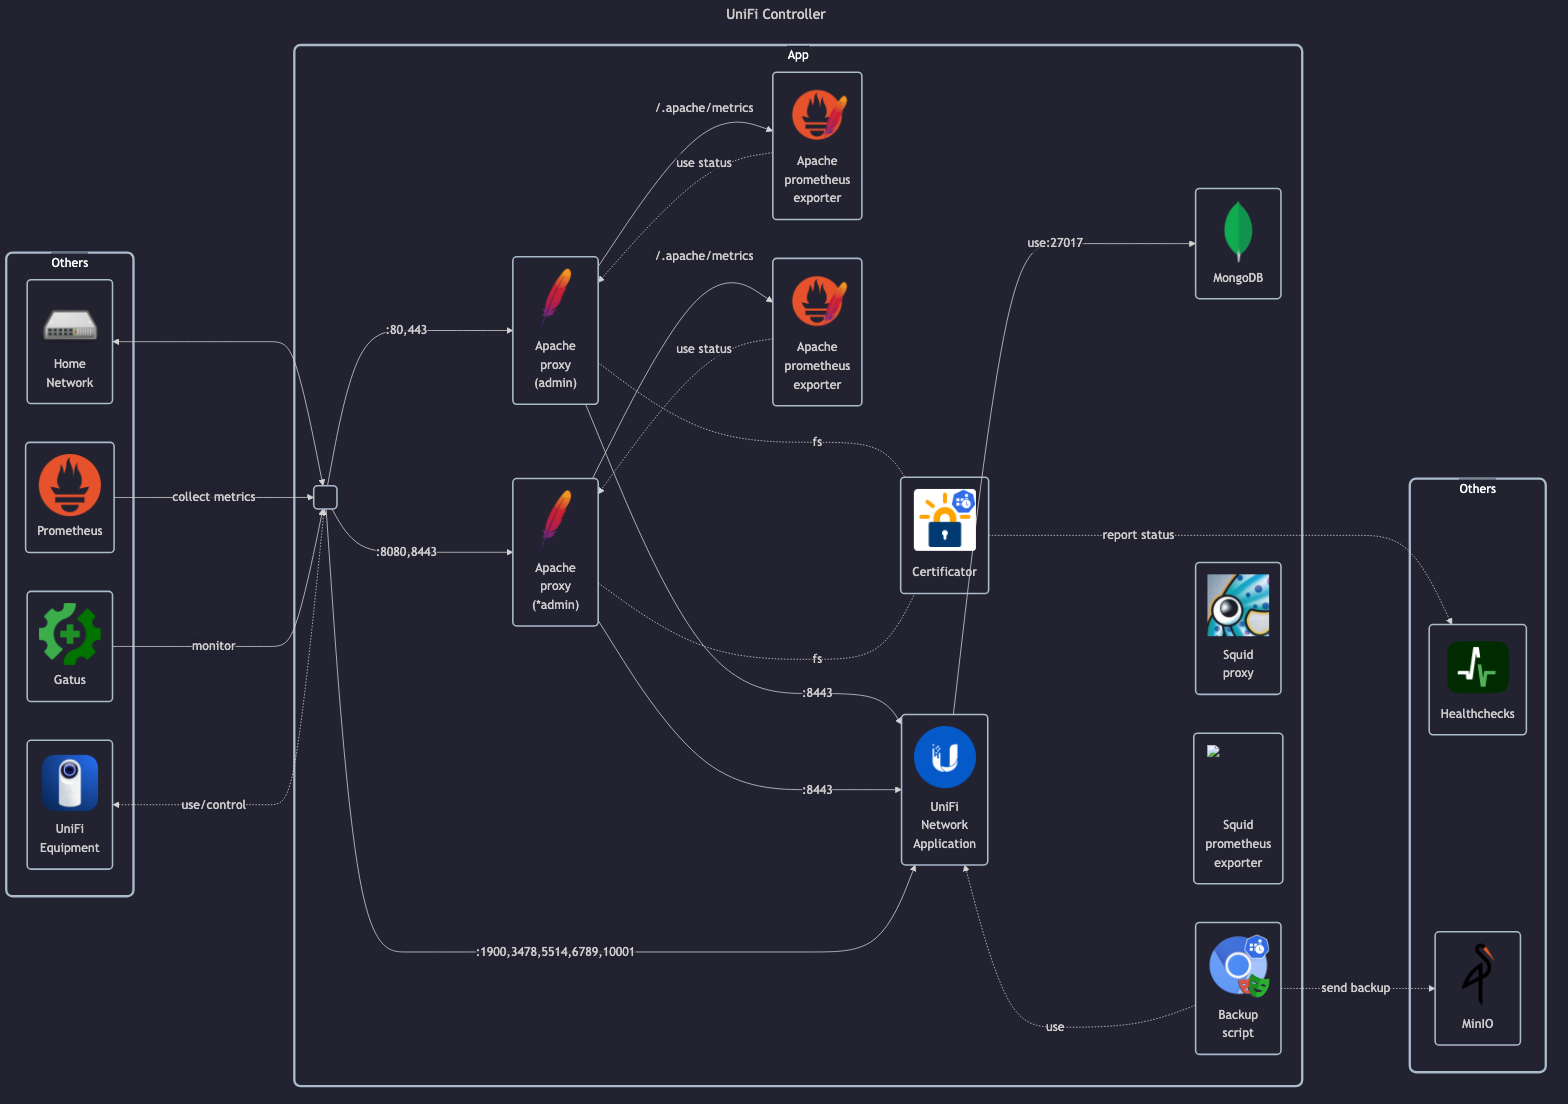 UniFi Controller
App
Others
Home
Network
Prometheus
Gatus
UniFi
Equipment
collect metrics
monitor
use/control
:80,443
:8080,8443
:1900,3478,5514,6789,10001
Apache
proxy
(admin)
Apache
proxy
(*admin)
/.apache/metrics
use status
/.apache/metrics
use status
Apache
prometheus
exporter
Apache
prometheus
exporter
fs
fs
:8443
:8443
Certificator
UniFi
Network
Application
use:27017
report status
use
MongoDB
Squid
proxy
Squid
prometheus
exporter
Backup
script
send backup
Others
Healthchecks
MinIO